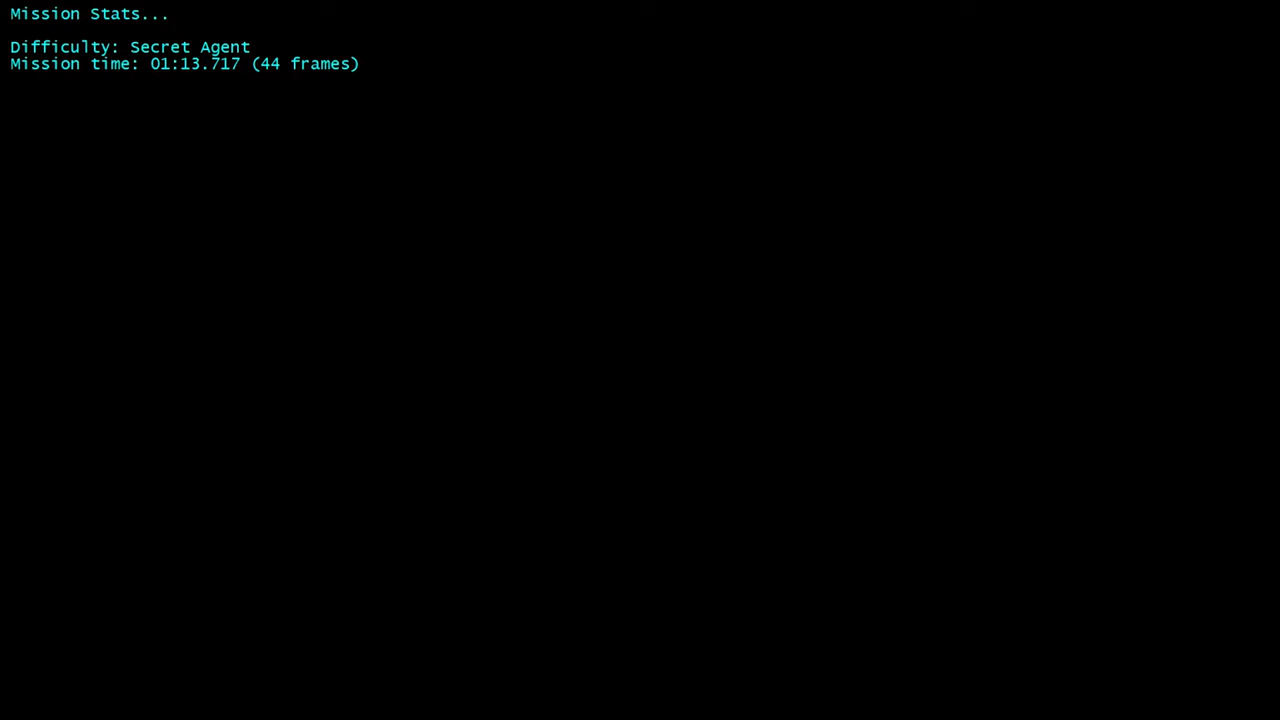 Mission Stats...
Difficulty: Secret Agent
Mission time: 01:13.717 (44 frames)